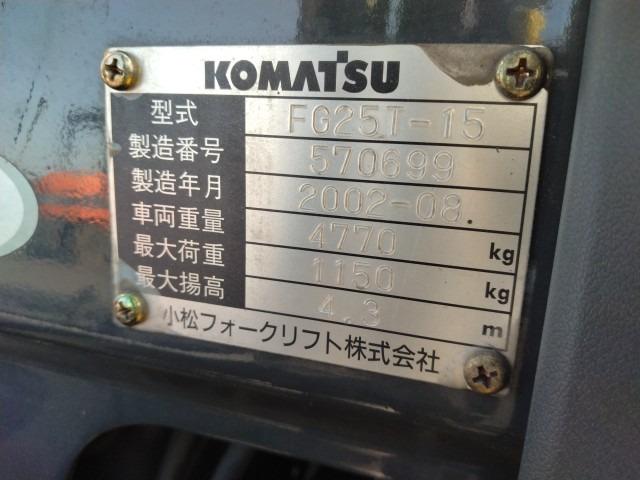 KOMATSU
型式 FG25T-15
製造番号 570699
製造年月 2002-08.
車両重量 4770 kg
最大荷重 1150 kg
最大揚高 4.3 m
小松フォークリフト株式会社